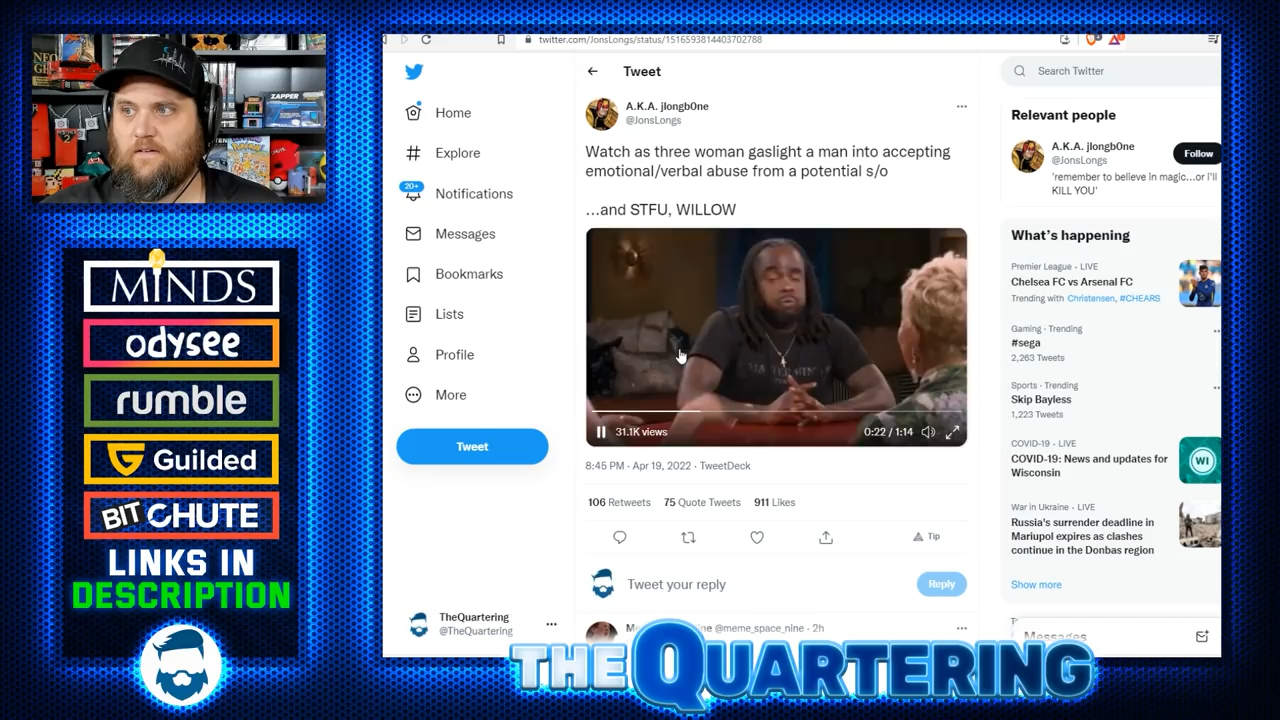 MINDS
odysee
rumble
Guilded
BITCHUTE
LINKS IN
DESCRIPTION
twitter.com/JonsLongs/status/1516593814403702788
Home
Explore
20+
Notifications
Messages
Bookmarks
Lists
Profile
More
Tweet
TheQuartering
@TheQuartering
Tweet
A.K.A. jlongb0ne
@JonsLongs
Watch as three woman gaslight a man into accepting
emotional/verbal abuse from a potential s/o
...and STFU, WILLOW
31.1K views
0:22 / 1:14
8:45 PM · Apr 19, 2022 · TweetDeck
106 Retweets 75 Quote Tweets 911 Likes
Tip
Tweet your reply
Reply
@meme_space_nine · 2h
Search Twitter
Relevant people
A.K.A. jlongb0ne
@JonsLongs
Follow
'remember to believe in magic...or i'll
KILL YOU'
What's happening
Premier League · LIVE
Chelsea FC vs Arsenal FC
Trending with Christensen, #CHEARS
Gaming · Trending
#sega
2,263 Tweets
Sports · Trending
Skip Bayless
1,223 Tweets
COVID-19 · LIVE
COVID-19: News and updates for
Wisconsin
WI
War in Ukraine · LIVE
Russia's surrender deadline in
Mariupol expires as clashes
continue in the Donbas region
Show more
Messages
THE QUARTERING